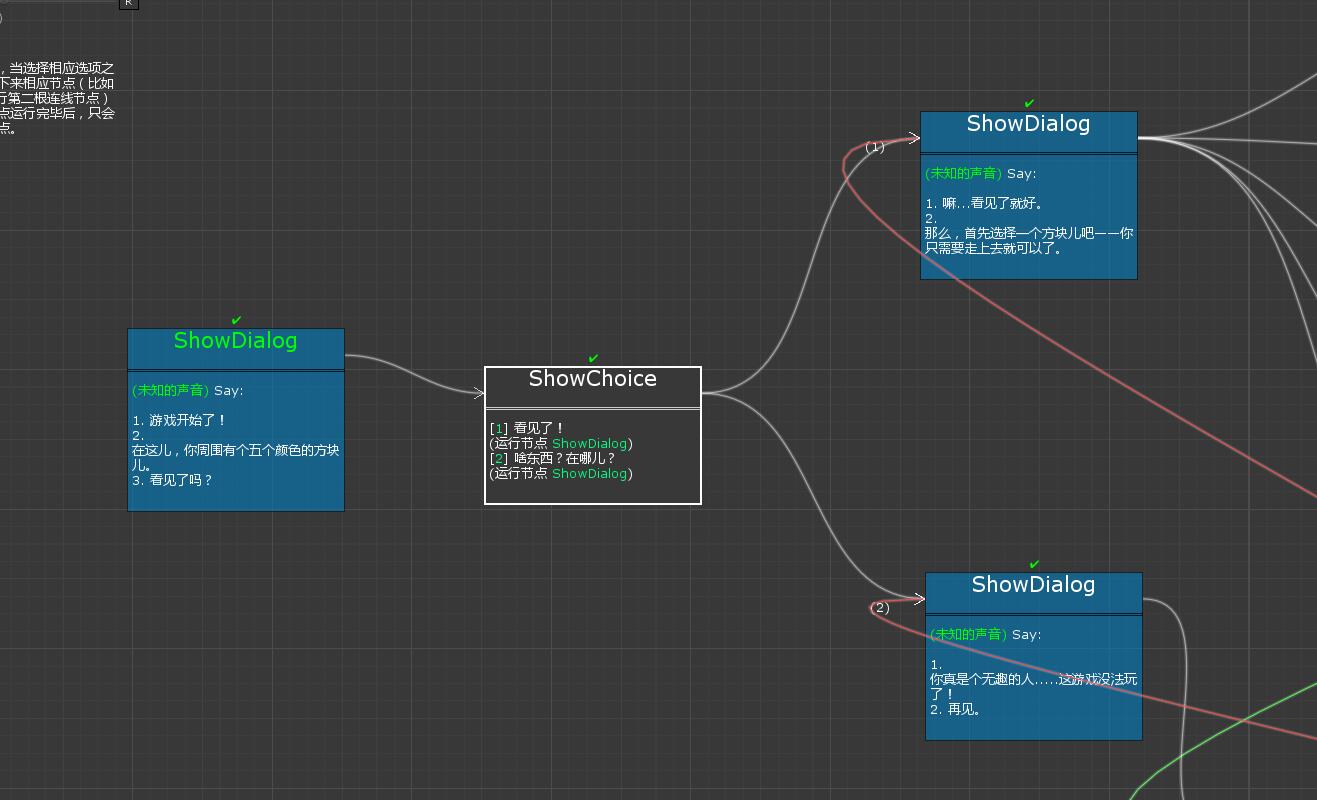 R
)
，当选择相应选项之
下来相应节点（比如
行第二根连线节点）
点运行完毕后，只会
点。
ShowDialog
(未知的声音) Say:
1. 游戏开始了！
2.
在这儿，你周围有个五个颜色的方块
儿。
3. 看见了吗？
ShowChoice
[1] 看见了！
(运行节点 ShowDialog)
[2] 啥东西？在哪儿？
(运行节点 ShowDialog)
(1)
ShowDialog
(未知的声音) Say:
1. 嘛...看见了就好。
2.
那么，首先选择一个方块儿吧——你
只需要走上去就可以了。
(2)
ShowDialog
(未知的声音) Say:
1.
你真是个无趣的人.....这游戏没法玩
了！
2. 再见。